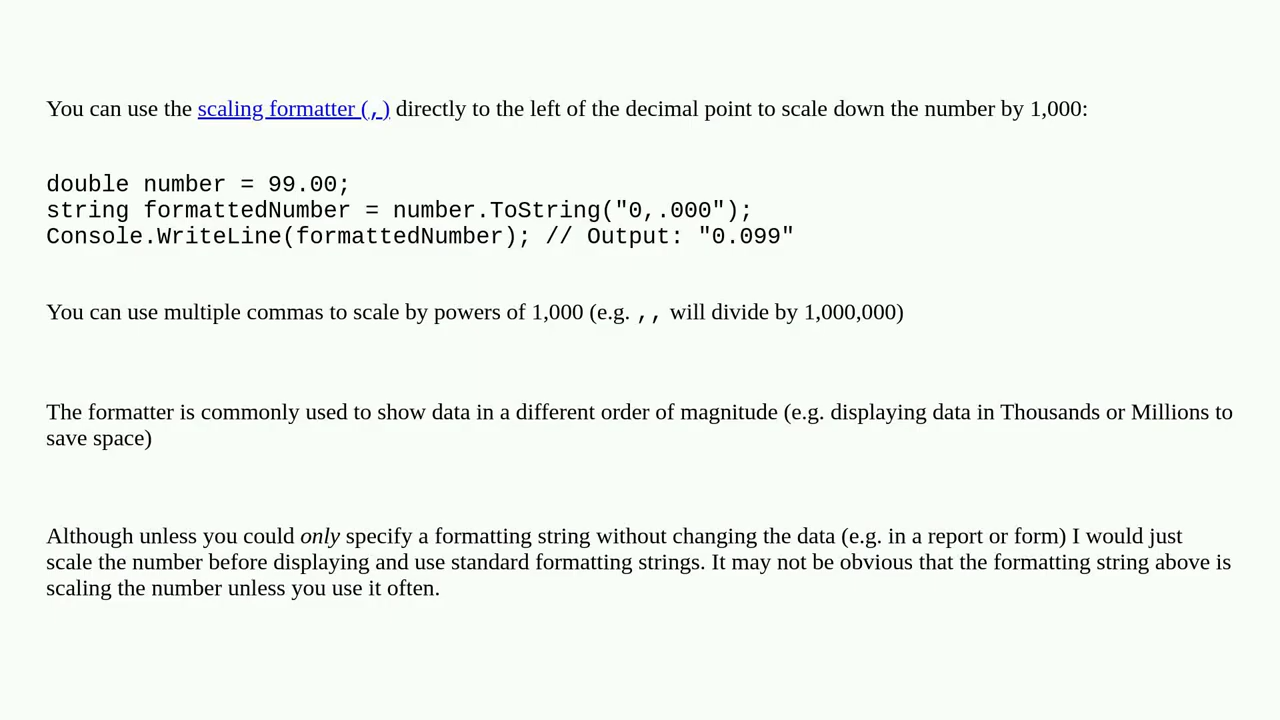 You can use the scaling formatter (,) directly to the left of the decimal point to scale down the number by 1,000:
double number = 99.00;
string formattedNumber = number.ToString("0,.000");
Console.WriteLine(formattedNumber); // Output: "0.099"
You can use multiple commas to scale by powers of 1,000 (e.g. ,, will divide by 1,000,000)
The formatter is commonly used to show data in a different order of magnitude (e.g. displaying data in Thousands or Millions to
save space)
Although unless you could only specify a formatting string without changing the data (e.g. in a report or form) I would just
scale the number before displaying and use standard formatting strings. It may not be obvious that the formatting string above is
scaling the number unless you use it often.